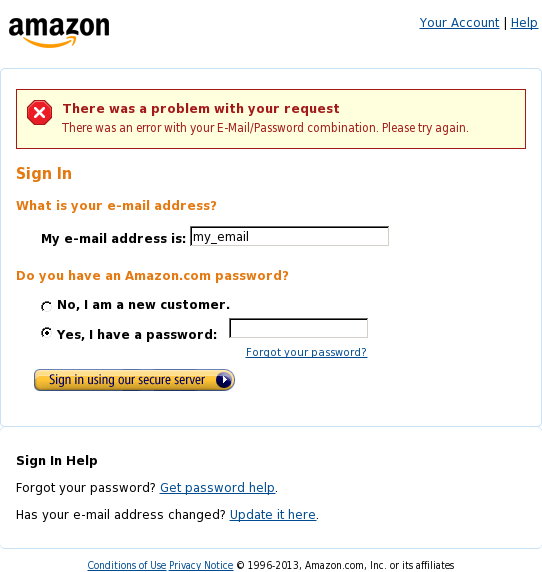 amazon
Your Account | Help
There was a problem with your request
There was an error with your E-Mail/Password combination. Please try again.
Sign In
What is your e-mail address?
My e-mail address is: my_email
Do you have an Amazon.com password?
No, I am a new customer.
Yes, I have a password:
Forgot your password?
Sign in using our secure server
Sign In Help
Forgot your password? Get password help.
Has your e-mail address changed? Update it here.
Conditions of Use Privacy Notice © 1996-2013, Amazon.com, Inc. or its affiliates